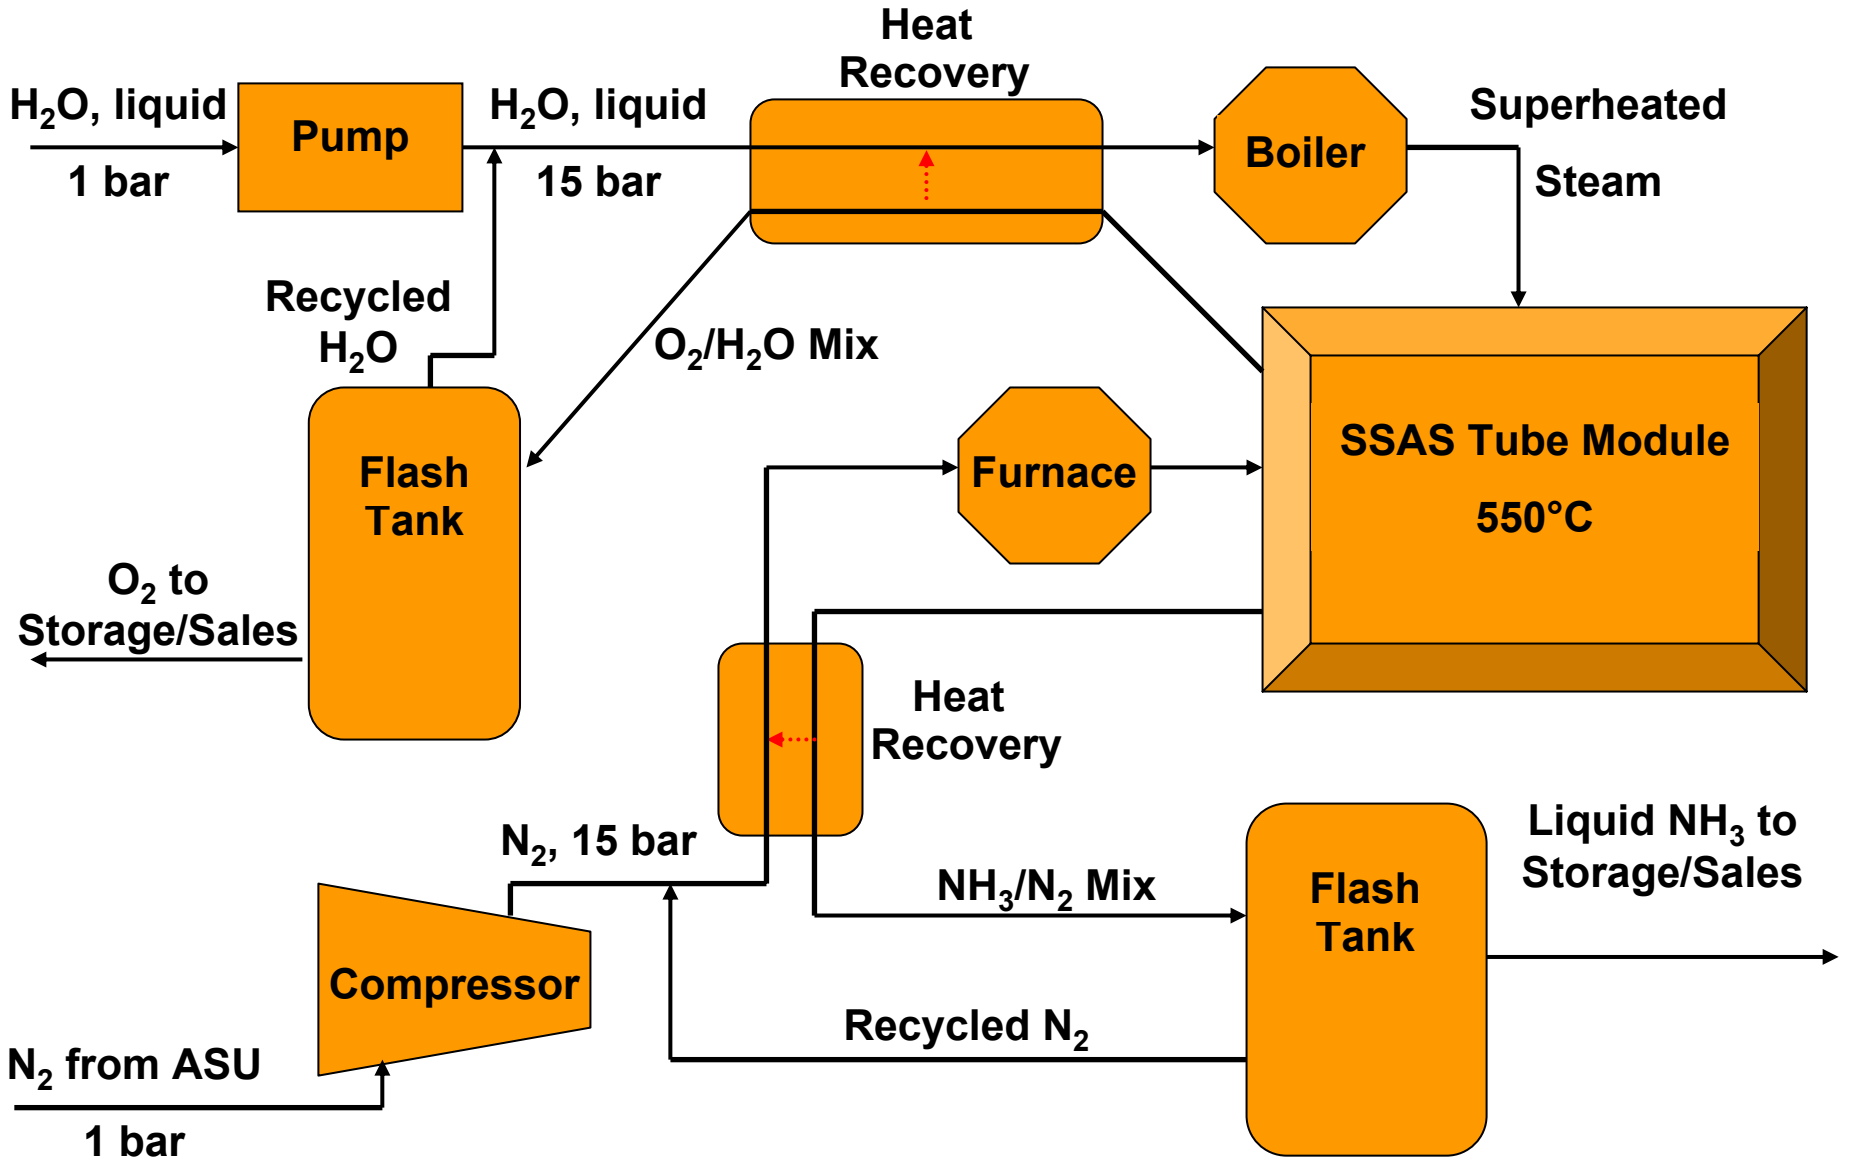 Heat
Recovery
H₂O, liquid
Pump
H₂O, liquid
1 bar
15 bar
Boiler
Superheated
Steam
Recycled
H₂O
O₂/H₂O Mix
Flash
Tank
Furnace
SSAS Tube Module
550°C
O₂ to
Storage/Sales
Heat
Recovery
N₂, 15 bar
NH₃/N₂ Mix
Flash
Tank
Liquid NH₃ to
Storage/Sales
Compressor
Recycled N₂
N₂ from ASU
1 bar